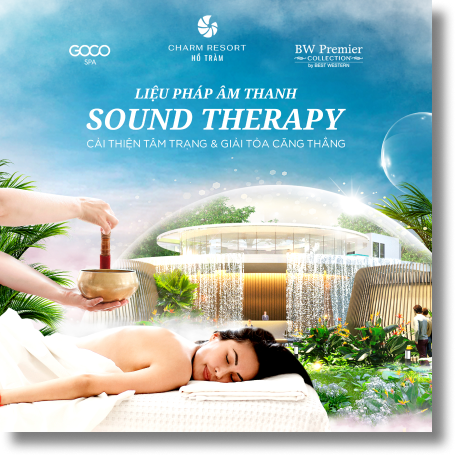 GOCO
SPA
CHARM RESORT
HỒ TRÀM
BW Premier
COLLECTION
by BEST WESTERN
LIỆU PHÁP ÂM THANH
SOUND THERAPY
CẢI THIỆN TÂM TRẠNG & GIẢI TỎA CĂNG THẲNG